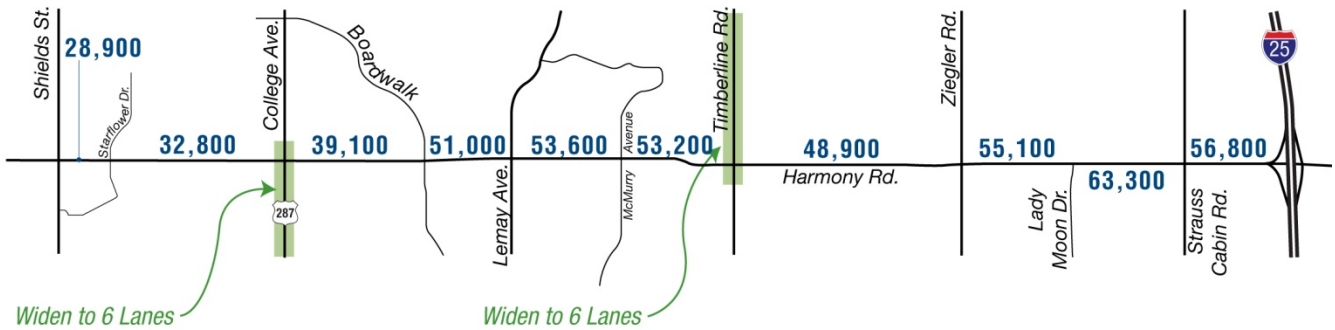 Shields St.
28,900
Starflower Dr.
32,800
College Ave.
287
39,100
Boardwalk
51,000
Lemay Ave.
53,600
McMurry Avenue
53,200
Timberline Rd.
48,900
Harmony Rd.
Ziegler Rd.
55,100
Lady
Moon Dr.
63,300
Strauss
Cabin Rd.
56,800
25
Widen to 6 Lanes
Widen to 6 Lanes